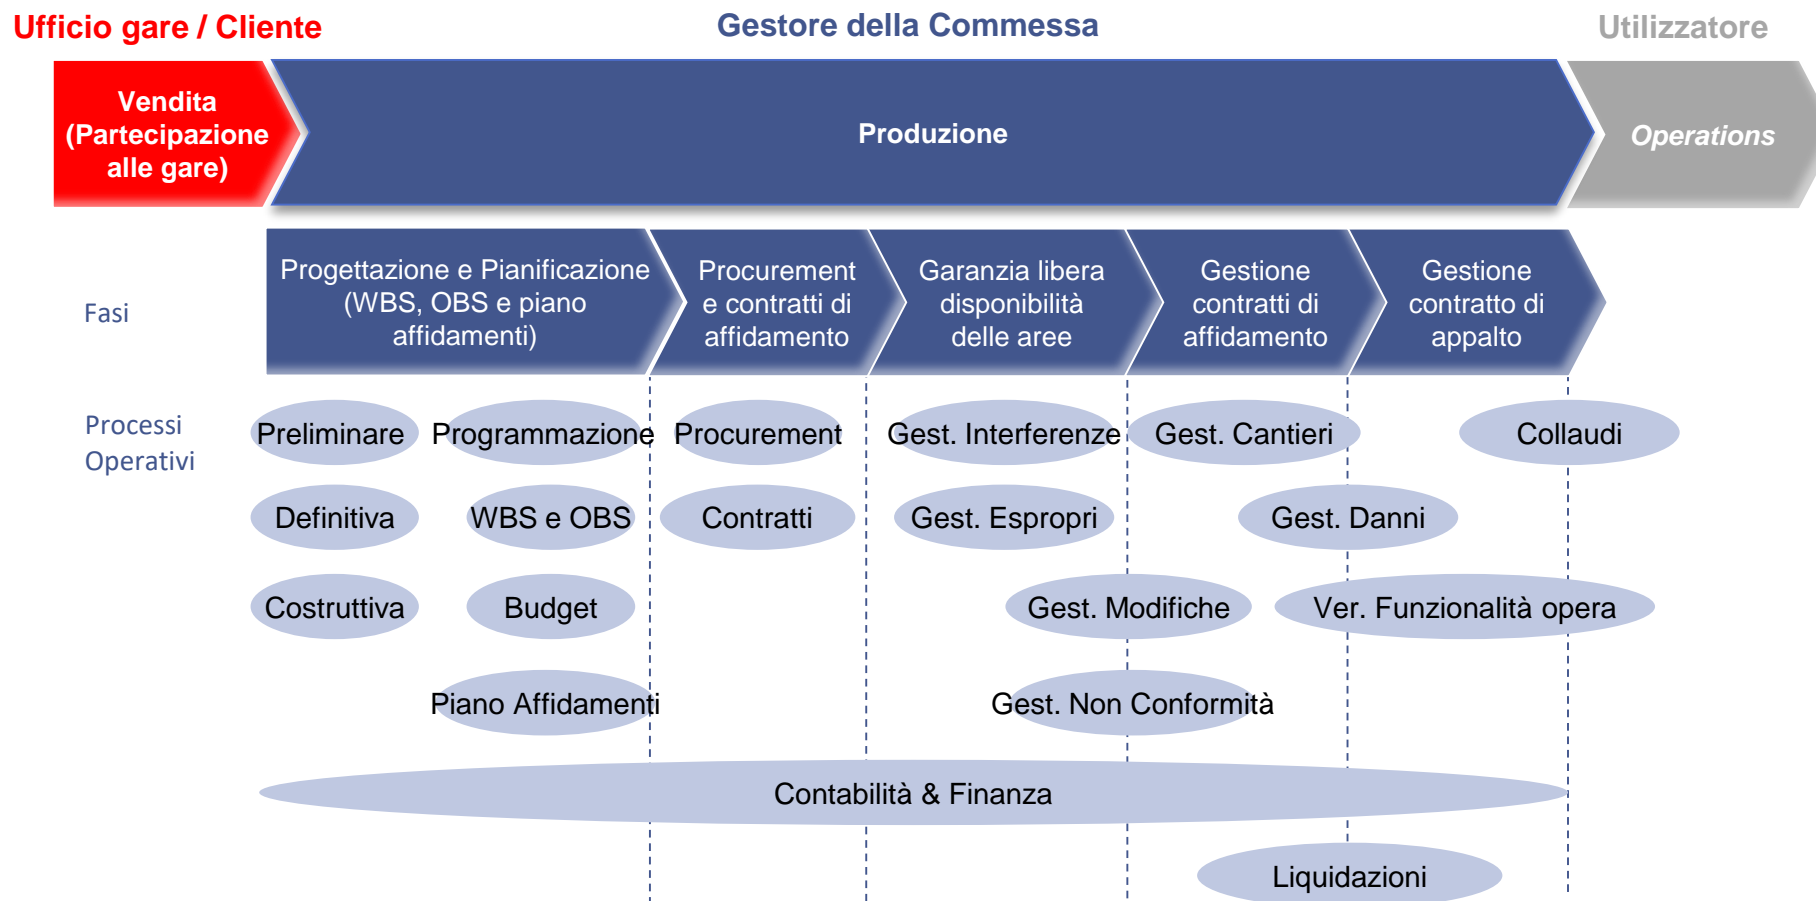 Ufficio gare / Cliente
Gestore della Commessa
Utilizzatore
Vendita
(Partecipazione
alle gare)
Produzione
Operations
Fasi
Progettazione e Pianificazione
(WBS, OBS e piano
affidamenti)
Procurement
e contratti di
affidamento
Garanzia libera
disponibilità
delle aree
Gestione
contratti di
affidamento
Gestione
contratto di
appalto
Processi
Operativi
Preliminare
Programmazione
Procurement
Gest. Interferenze
Gest. Cantieri
Collaudi
Definitiva
WBS e OBS
Contratti
Gest. Espropri
Gest. Danni
Costruttiva
Budget
Gest. Modifiche
Ver. Funzionalità opera
Piano Affidamenti
Gest. Non Conformità
Contabilità & Finanza
Liquidazioni